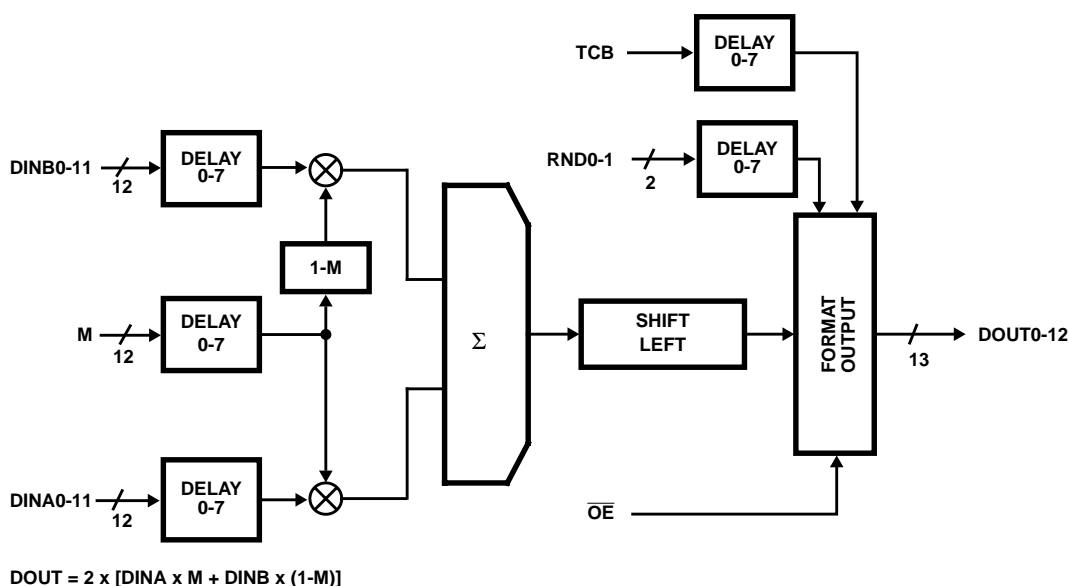 TCB
DELAY
0-7
RND0-1
2
DELAY
0-7
DINB0-11
12
DELAY
0-7
1-M
M
12
DELAY
0-7
Σ
SHIFT
LEFT
FORMAT
OUTPUT
13
DOUT0-12
DINA0-11
12
DELAY
0-7
O̅E̅
DOUT = 2 x [DINA x M + DINB x (1-M)]